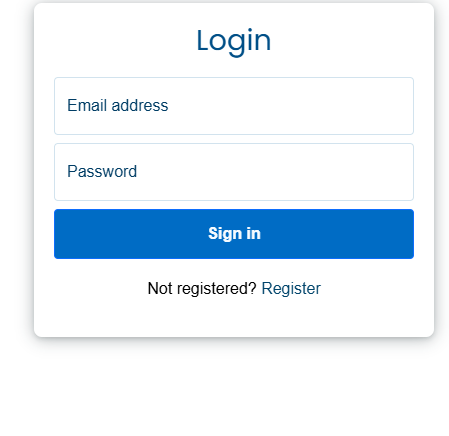 Login
Email address
Password
Sign in
Not registered? Register